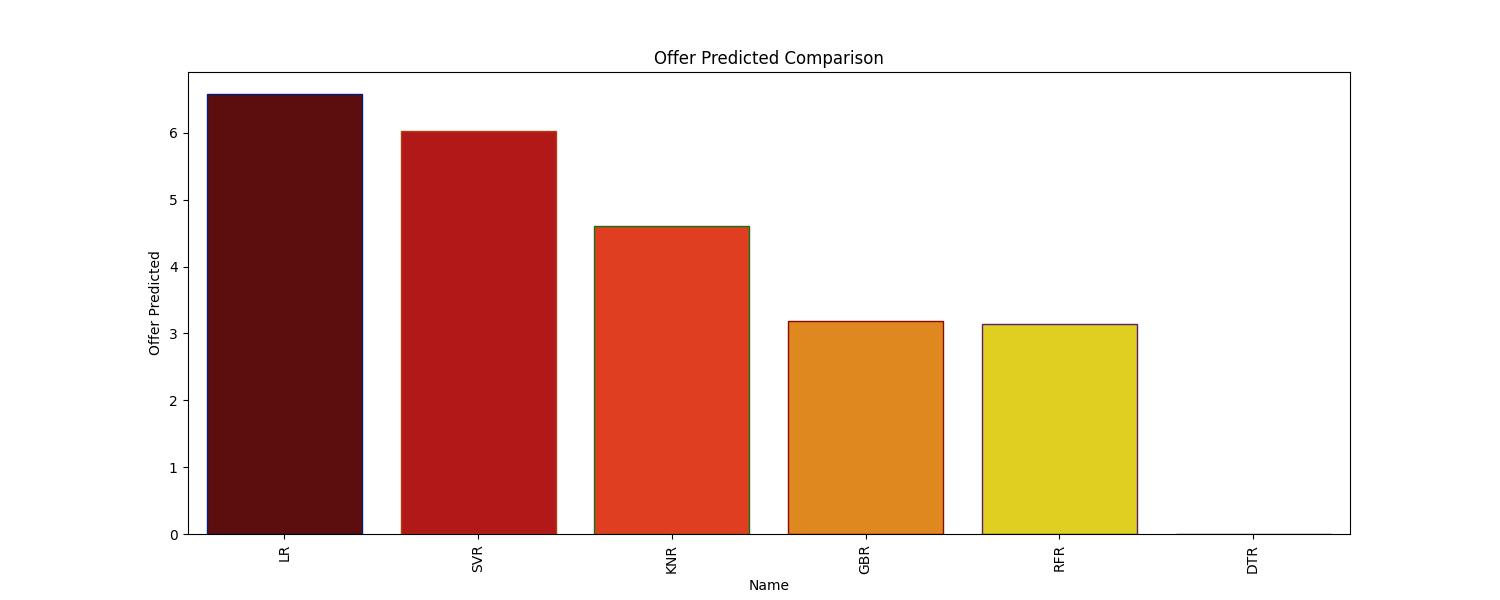 Offer Predicted Comparison
Offer Predicted
6
5
4
3
2
1
0
LR
SVR
KNR
GBR
RFR
DTR
Name